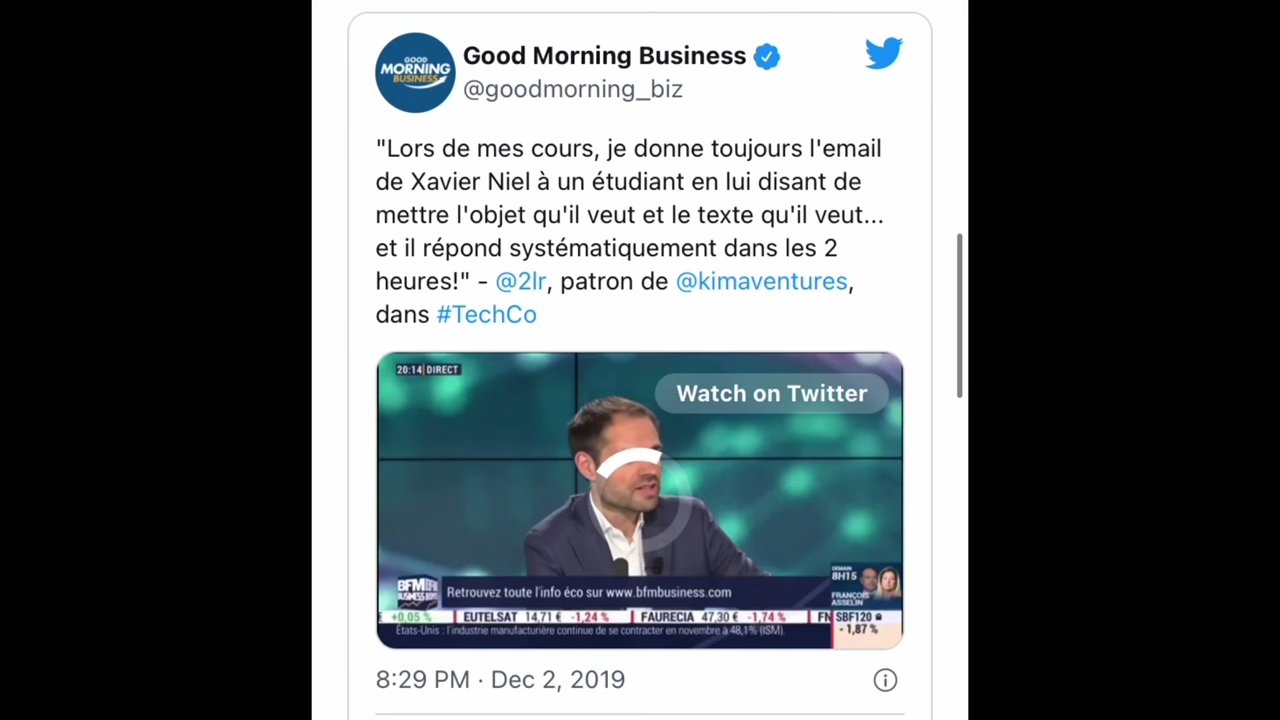 GOOD
MORNING
BUSINESS
Good Morning Business
@goodmorning_biz
"Lors de mes cours, je donne toujours l'email
de Xavier Niel à un étudiant en lui disant de
mettre l'objet qu'il veut et le texte qu'il veut...
et il répond systématiquement dans les 2
heures!" - @2lr, patron de @kimaventures,
dans #TechCo
20:14 DIRECT
Watch on Twitter
DEMAIN
8H15
FRANÇOIS
ASSELIN
BFM
BUSINESS
Retrouvez toute l'info éco sur www.bfmbusiness.com
+0,05 % EUTELSAT 14,71 € -1,24 % FAURECIA 47,30 € -1,74 % FN SBF120
États-Unis : l'industrie manufacturière continue de se contracter en novembre à 48,1% (ISM). - 1,87 %
8:29 PM · Dec 2, 2019